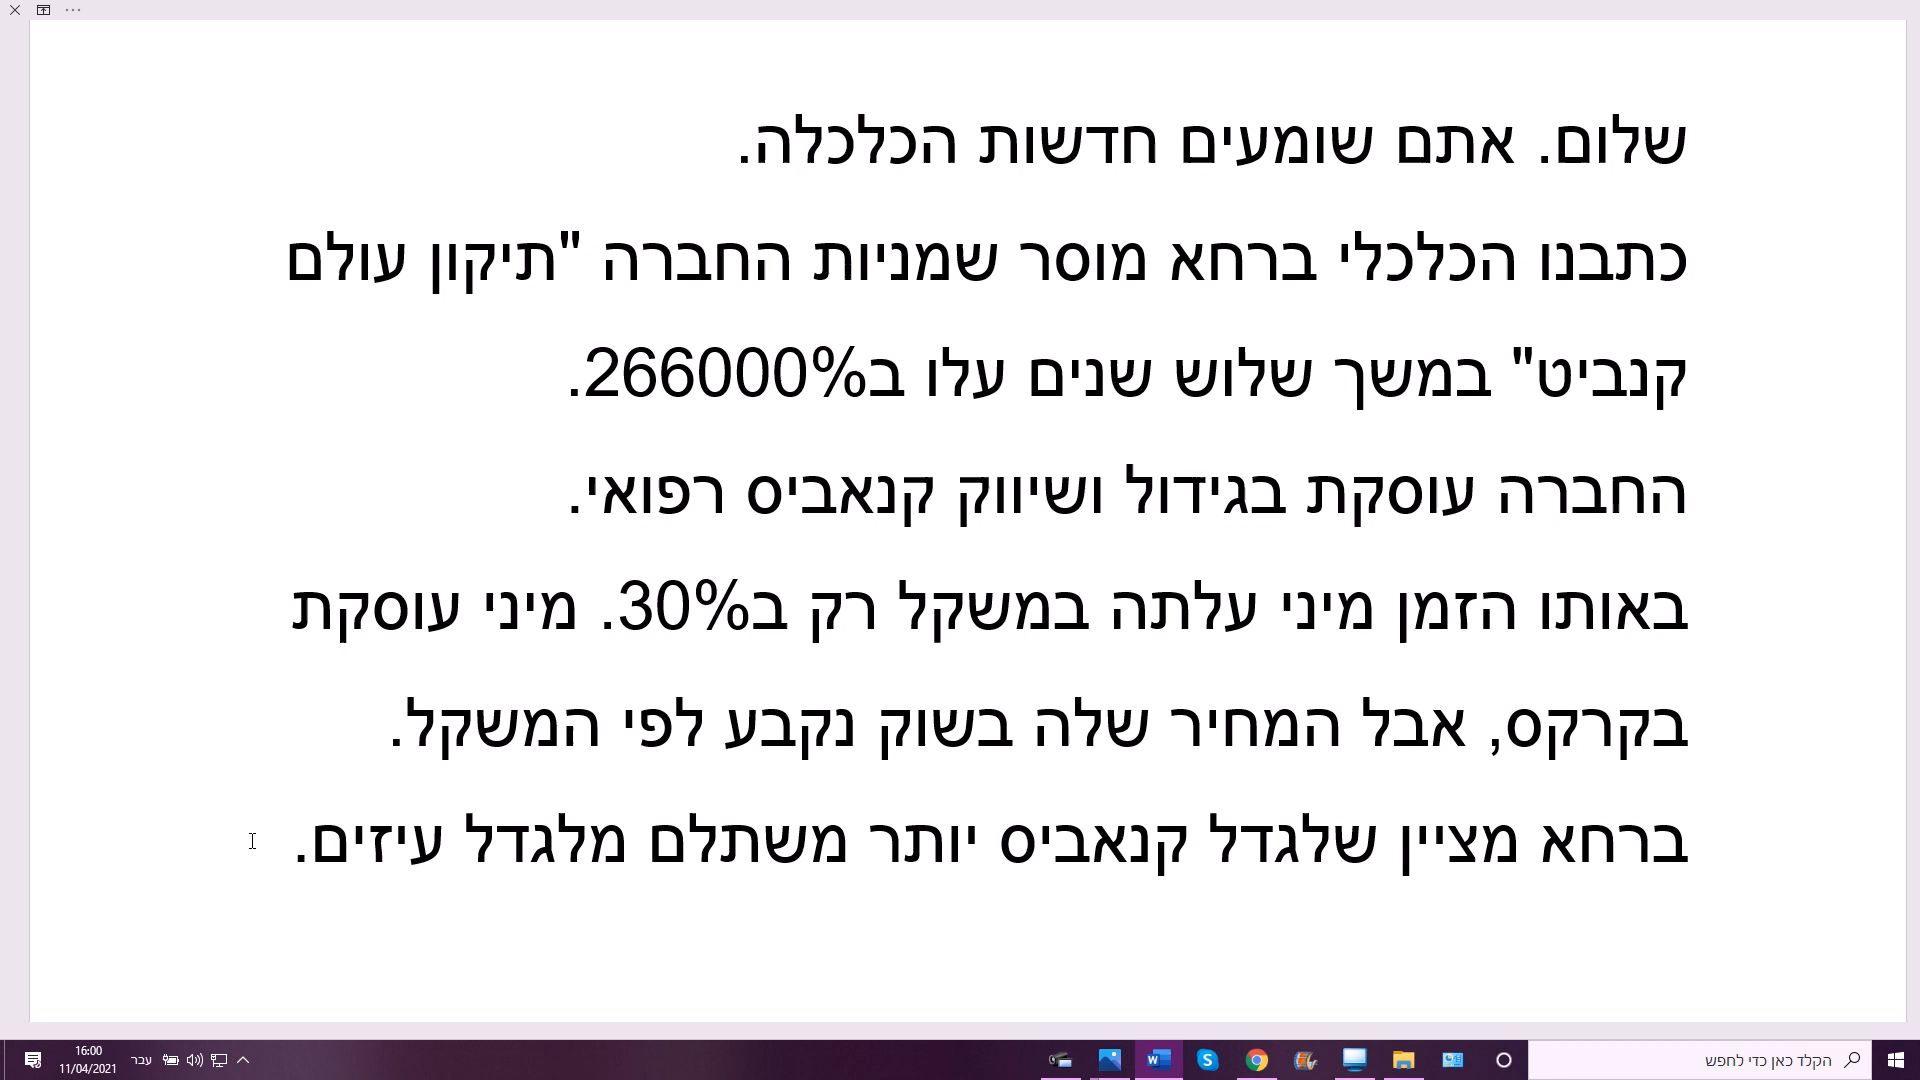 שלום. אתם שומעים חדשות הכלכלה.
כתבנו הכלכלי ברחא מוסר שמניות החברה "תיקון עולם
קנביט" במשך שלוש שנים עלו ב266000%.
החברה עוסקת בגידול ושיווק קנאביס רפואי.
באותו הזמן מיני עלתה במשקל רק ב30%. מיני עוסקת
בקרקס, אבל המחיר שלה בשוק נקבע לפי המשקל.
ברחא מציין שלגדל קנאביס יותר משתלם מלגדל עיזים.
הקלד כאן כדי לחפש
עבר
16:00
11/04/2021